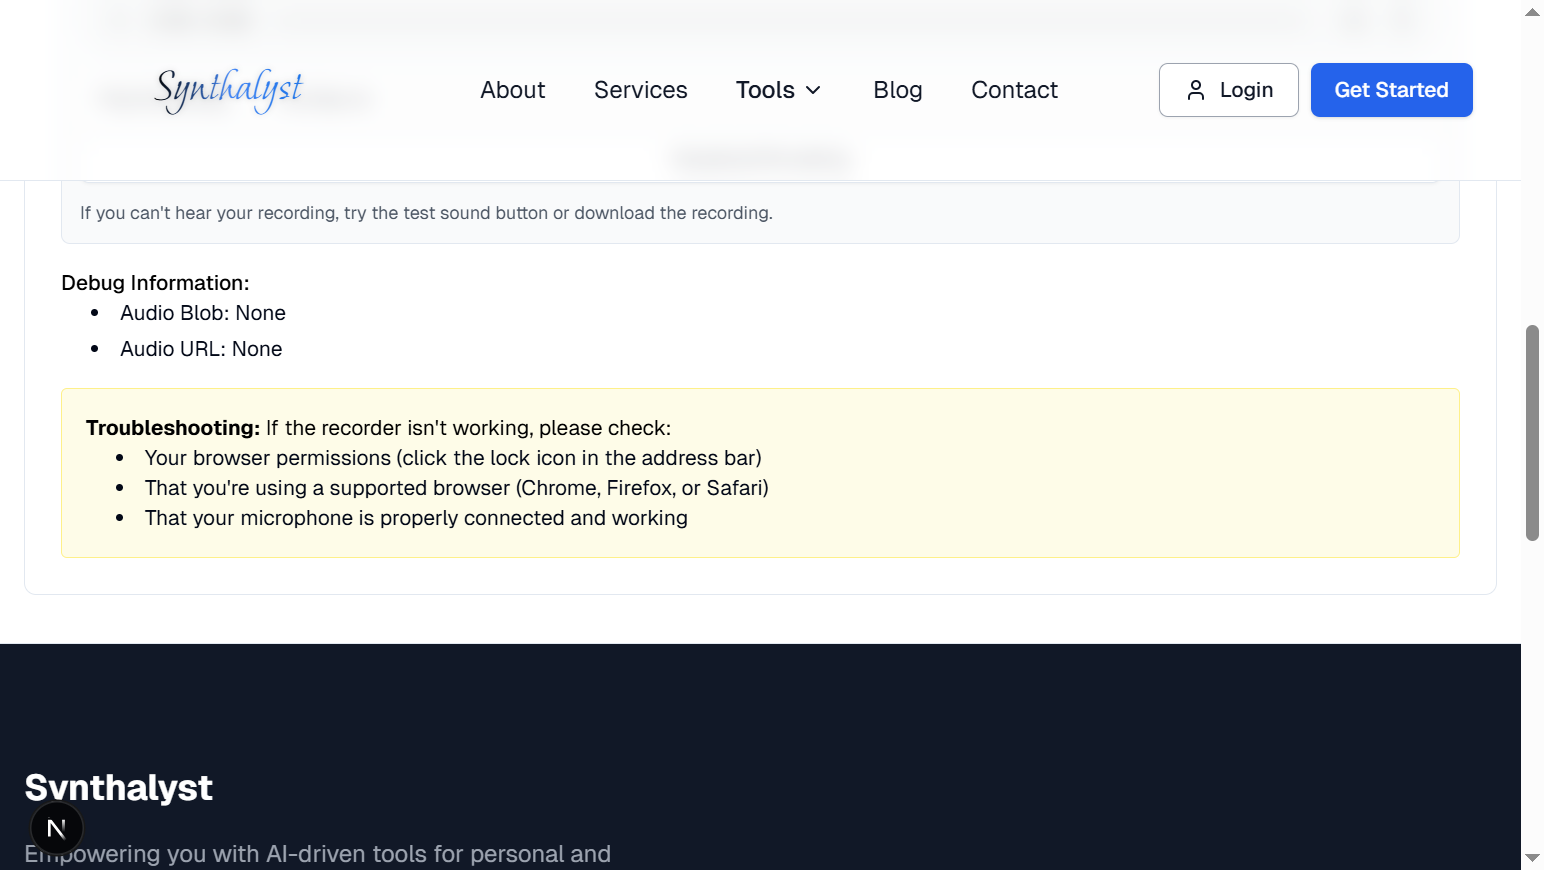 Synthalyst
About
Services
Tools
Blog
Contact
Login
Get Started
If you can't hear your recording, try the test sound button or download the recording.
Debug Information:
Audio Blob: None
Audio URL: None
Troubleshooting: If the recorder isn't working, please check:
Your browser permissions (click the lock icon in the address bar)
That you're using a supported browser (Chrome, Firefox, or Safari)
That your microphone is properly connected and working
Synthalyst
N
Empowering you with AI-driven tools for personal and